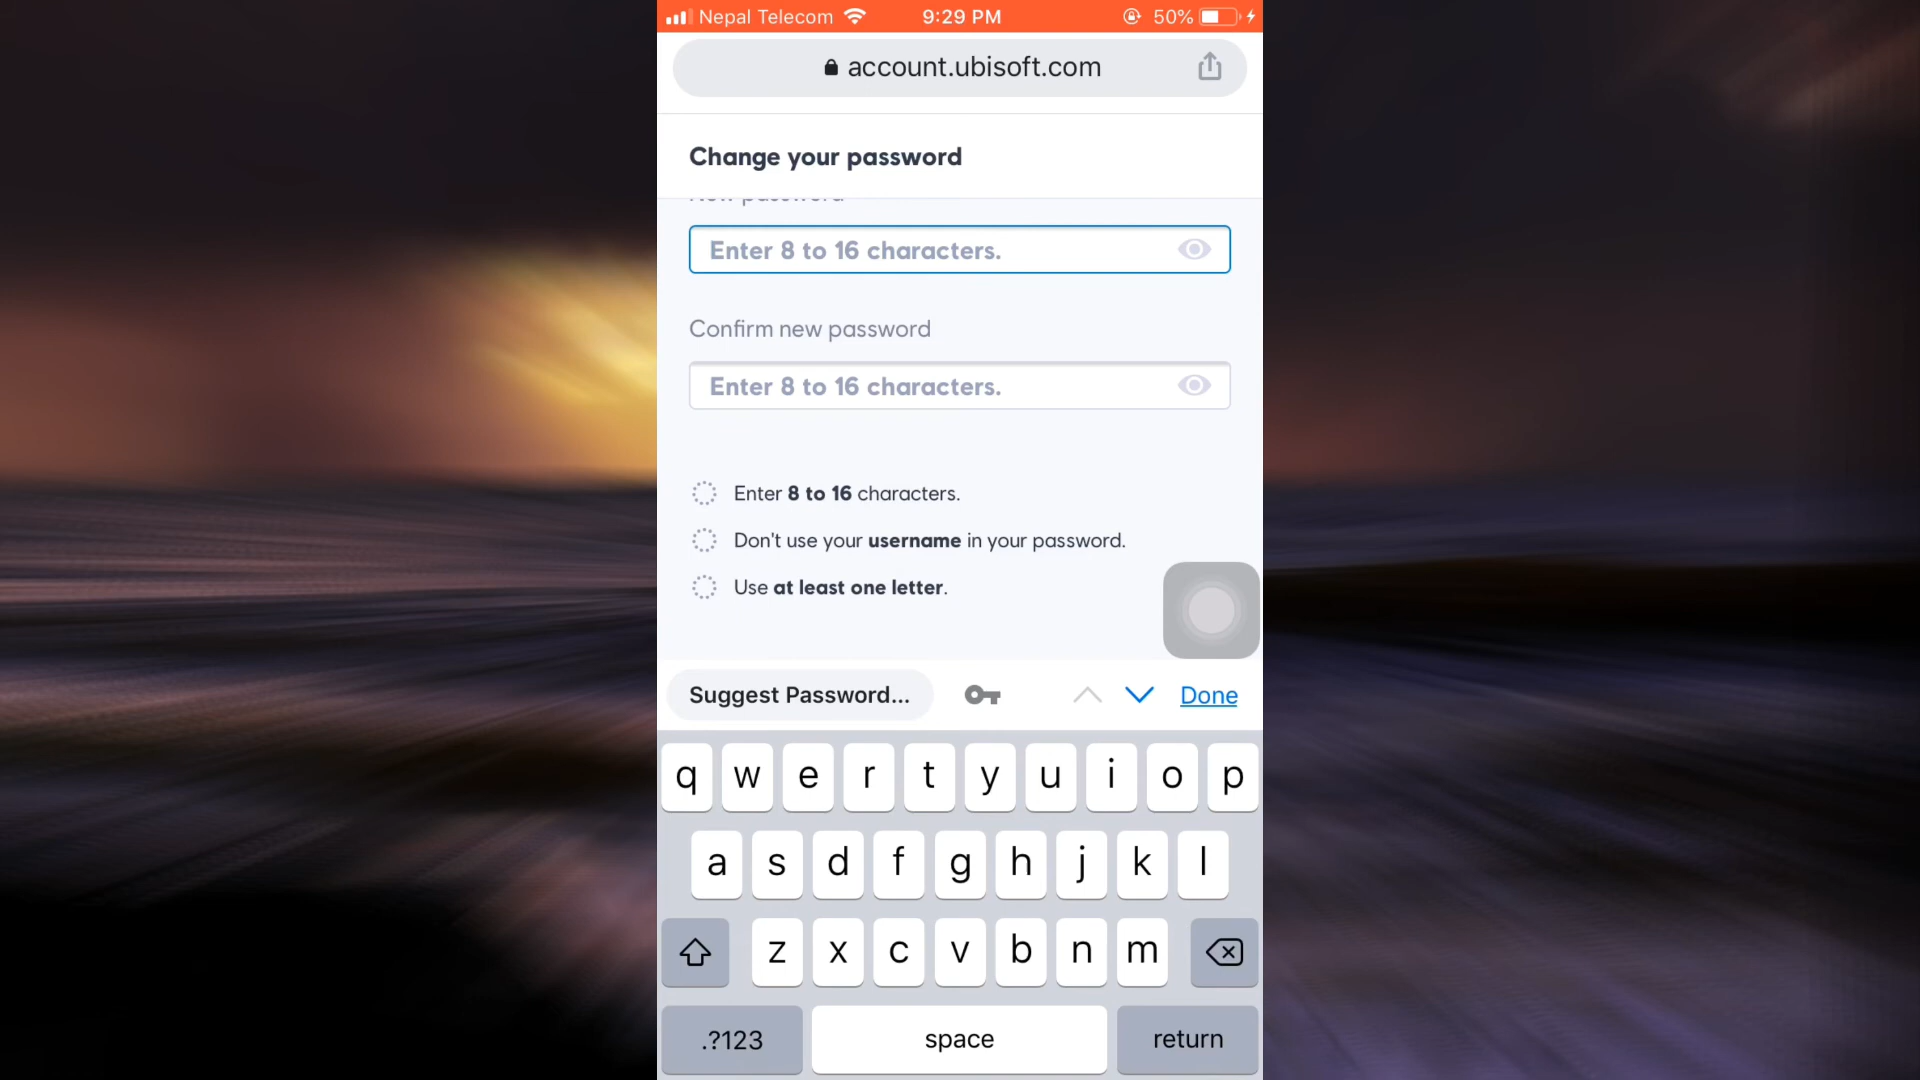 Nepal Telecom 9:29 PM 50%
account.ubisoft.com
Change your password
New password
Enter 8 to 16 characters.
Confirm new password
Enter 8 to 16 characters.
Enter 8 to 16 characters.
Don't use your username in your password.
Use at least one letter.
Suggest Password... Done
q w e r t y u i o p
a s d f g h j k l
z x c v b n m
.?123 space return